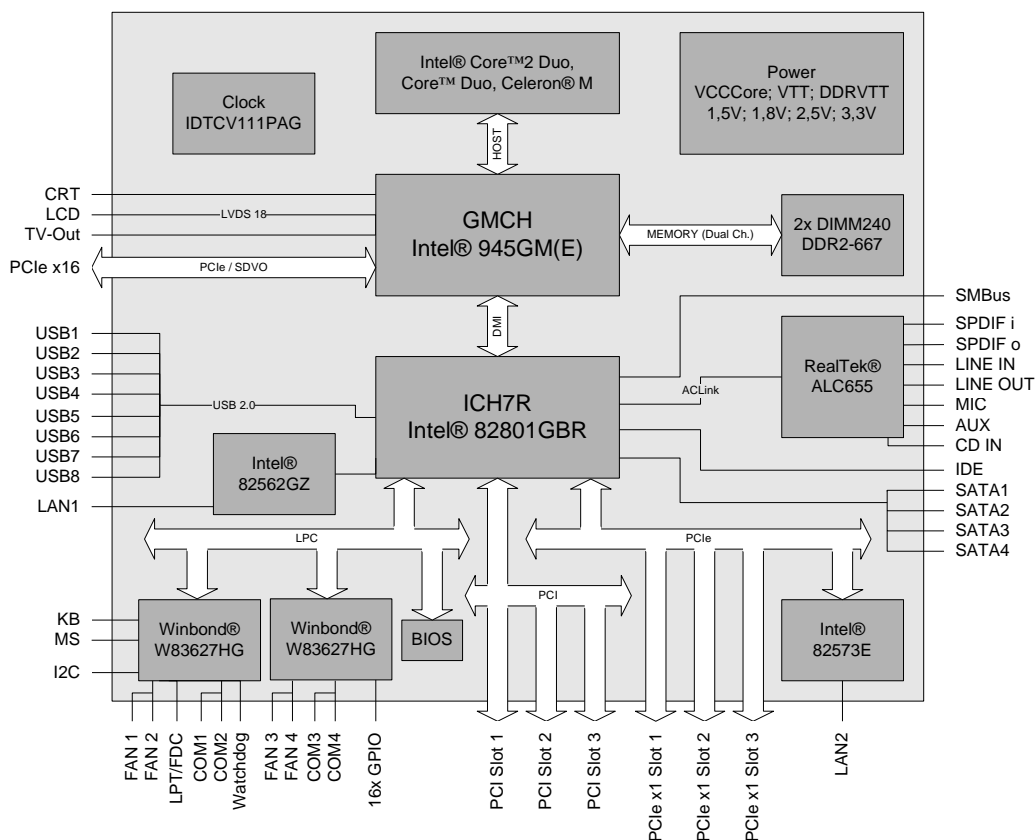 Intel® Core™2 Duo,
Core™ Duo, Celeron® M
Power
VCCCore; VTT; DDRVTT
1,5V; 1,8V; 2,5V; 3,3V
Clock
IDTCV111PAG
HOST
CRT
LCD
TV-Out
PCIe x16
LVDS 18
PCIe / SDVO
GMCH
Intel® 945GM(E)
MEMORY (Dual Ch.)
2x DIMM240
DDR2-667
DMI
SMBus
SPDIF i
SPDIF o
LINE IN
LINE OUT
MIC
AUX
CD IN
IDE
SATA1
SATA2
SATA3
SATA4
RealTek®
ALC655
ACLink
USB1
USB2
USB3
USB4
USB5
USB6
USB7
USB8
USB 2.0
ICH7R
Intel® 82801GBR
Intel®
82562GZ
LAN1
LPC
PCIe
PCI
KB
MS
I2C
Winbond®
W83627HG
Winbond®
W83627HG
BIOS
Intel®
82573E
FAN 1
FAN 2
LPT/FDC
COM1
COM2
Watchdog
FAN 3
FAN 4
COM3
COM4
16x GPIO
PCI Slot 1
PCI Slot 2
PCI Slot 3
PCIe x1 Slot 1
PCIe x1 Slot 2
PCIe x1 Slot 3
LAN2